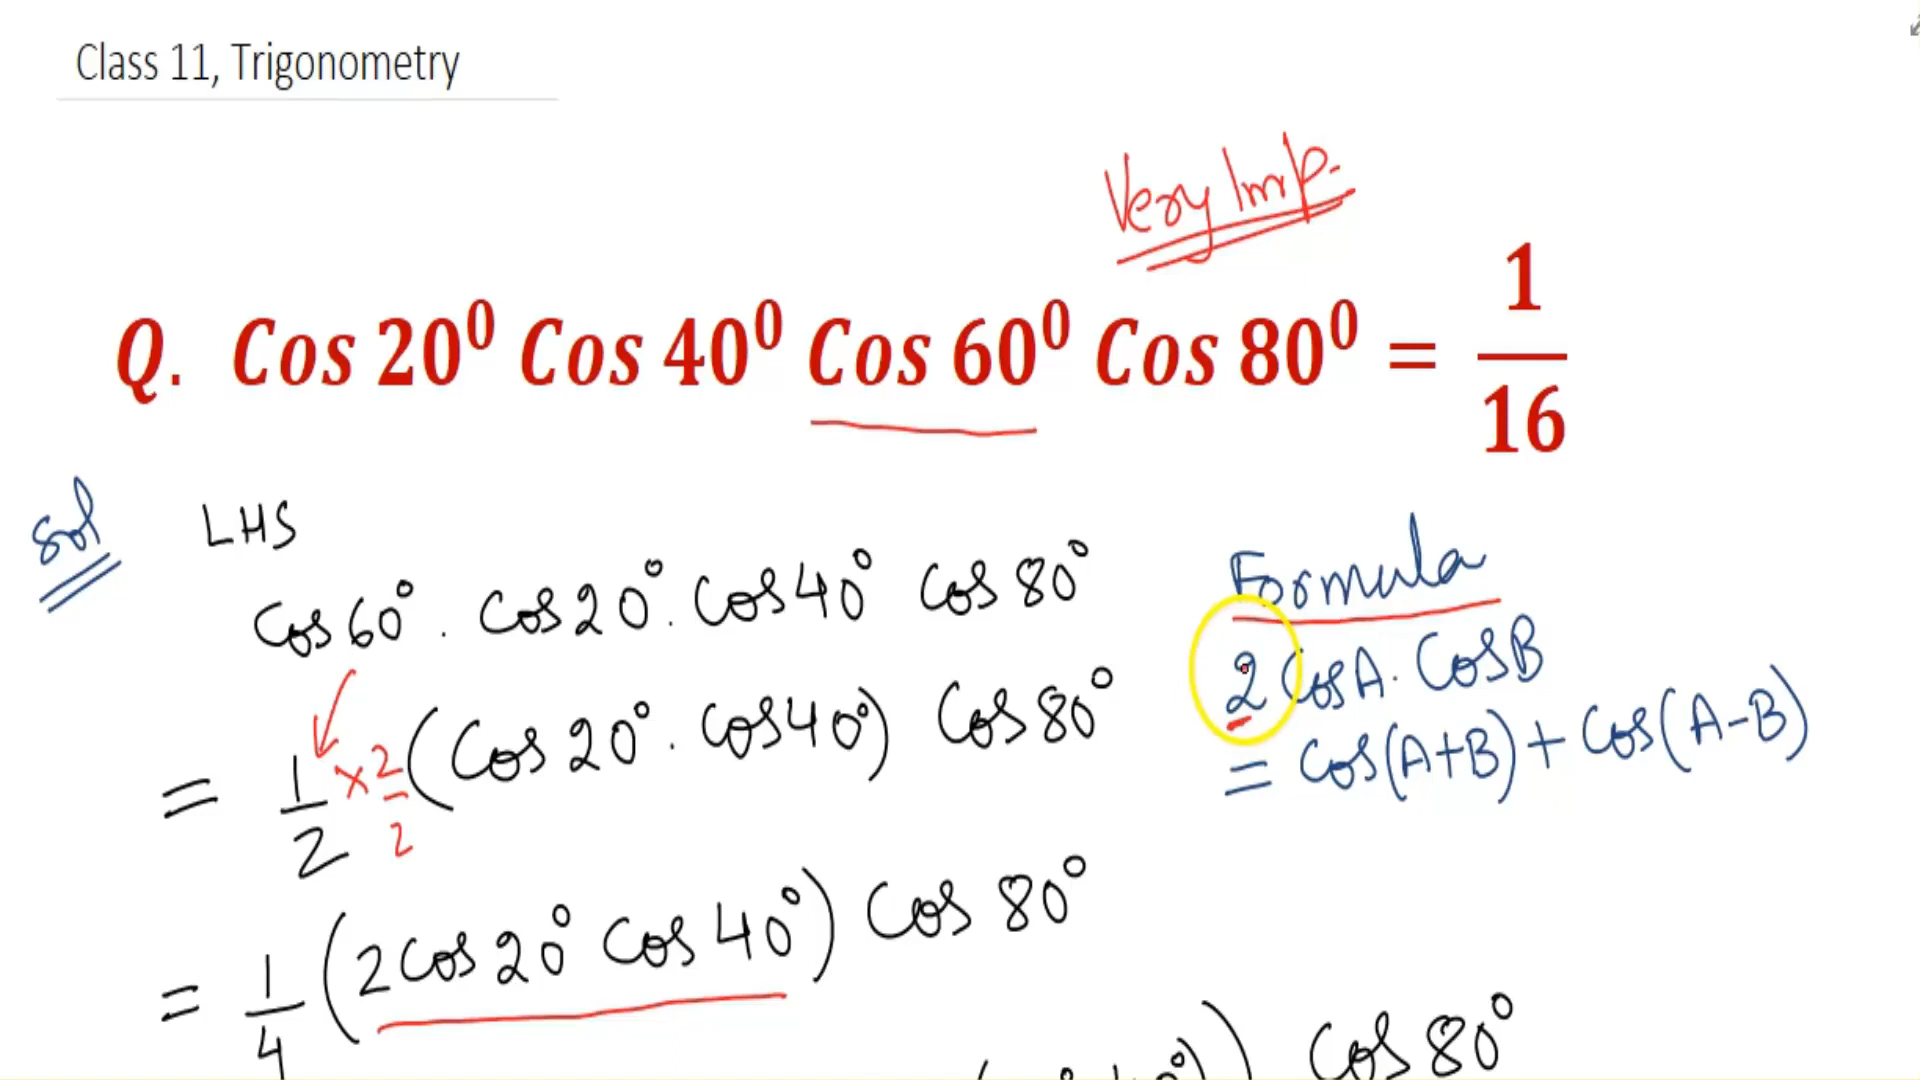 Class 11, Trigonometry
Very Imp.
Q. Cos 20⁰ Cos 40⁰ Cos 60⁰ Cos 80⁰ = 1/16
Sol
LHS
Cos 60° . Cos 20° . Cos 40° Cos 80°
= 1/2 × 2/2 (Cos 20° . Cos 40°) Cos 80°
= 1/4 (2 Cos 20° Cos 40°) Cos 80°
Cos 80°
Formula
2 Cos A . Cos B
= Cos (A+B) + Cos (A-B)